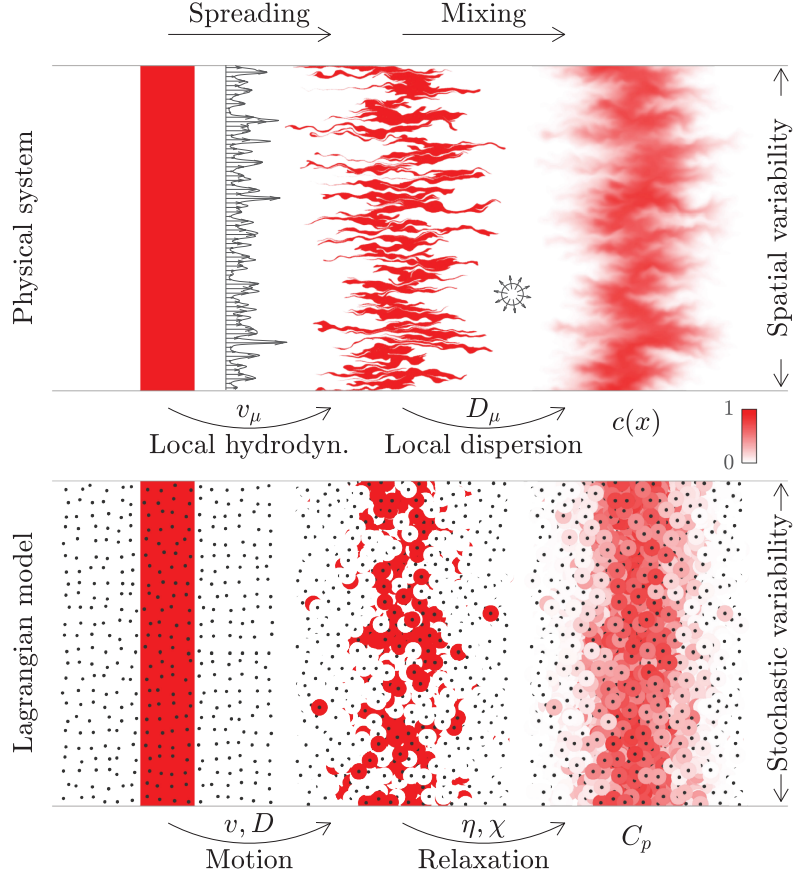 Spreading
Mixing
Physical system
Spatial variability
v_μ
Local hydrodyn.
D_μ
Local dispersion
c(x)
1
0
Lagrangian model
Stochastic variability
v, D
Motion
η, χ
Relaxation
C_p